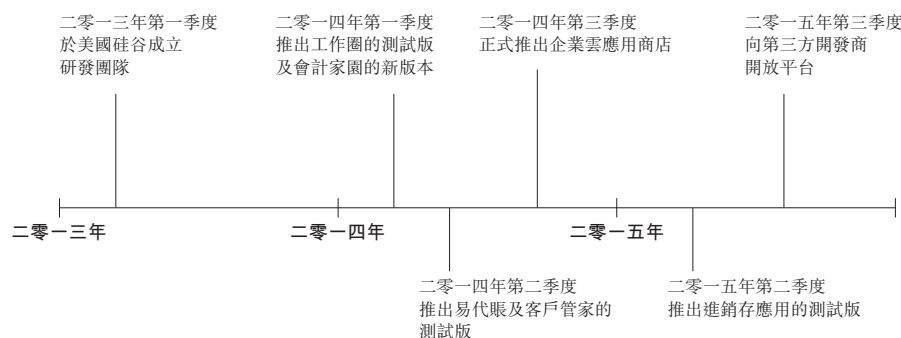 二零一三年第一季度
於美國硅谷成立
研發團隊
二零一四年第一季度
推出工作圈的測試版
及會計家園的新版本
二零一四年第三季度
正式推出企業雲應用商店
二零一五年第三季度
向第三方開發商
開放平台
二零一三年
二零一四年
二零一五年
二零一四年第二季度
推出易代賬及客戶管家的
測試版
二零一五年第二季度
推出進銷存應用的測試版